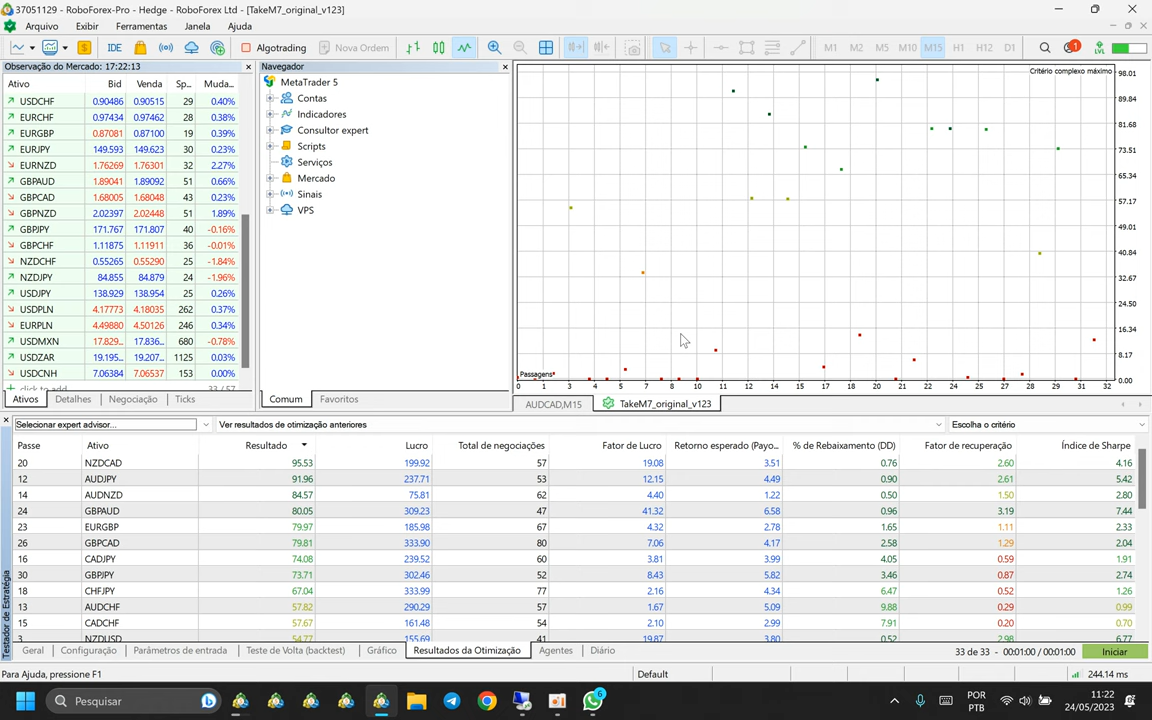 37051129 - RoboForex-Pro - Hedge - RoboForex Ltd - [TakeM7_original_v123]
Arquivo Exibir Ferramentas Janela Ajuda
IDE Algotrading Nova Ordem M1 M2 M5 M10 M15 H1 H12 D1 1 LVL
Observação do Mercado: 17:22:13
Ativo Bid Venda Sp... Muda...
USDCHF 0.90486 0.90515 29 0.40%
EURCHF 0.97434 0.97462 28 0.38%
EURGBP 0.87081 0.87100 19 0.39%
EURJPY 149.593 149.623 30 0.23%
EURNZD 1.76269 1.76301 32 2.27%
GBPAUD 1.89041 1.89092 51 0.66%
GBPCAD 1.68005 1.68048 43 0.23%
GBPNZD 2.02397 2.02448 51 1.89%
GBPJPY 171.767 171.807 40 -0.16%
GBPCHF 1.11875 1.11911 36 -0.01%
NZDCHF 0.55265 0.55290 25 -1.84%
NZDJPY 84.855 84.879 24 -1.96%
USDJPY 138.929 138.954 25 0.26%
USDPLN 4.17773 4.18035 262 0.37%
EURPLN 4.49880 4.50126 246 0.34%
USDMXN 17.829... 17.836... 680 -0.78%
USDZAR 19.195... 19.207... 1125 0.03%
USDCNH 7.06384 7.06537 153 0.00%
click to add 33 / 57
Ativos Detalhes Negociação Ticks
Navegador
MetaTrader 5
Contas
Indicadores
Consultor expert
Scripts
Serviços
Mercado
Sinais
VPS
Comum Favoritos
Critério complexo máximo
98.01
89.84
81.68
73.51
65.34
57.17
49.01
40.84
32.67
24.50
16.34
8.17
0.00
Passagens
0 1 3 4 5 7 8 10 11 12 14 15 17 18 20 21 22 24 25 27 28 29 31 32
AUDCAD,M15 TakeM7_original_v123
Selecionar expert advisor... Ver resultados de otimização anteriores Escolha o critério
Passe Ativo Resultado Lucro Total de negociações Fator de Lucro Retorno esperado (Payo... % de Rebaixamento (DD) Fator de recuperação Índice de Sharpe
20 NZDCAD 95.53 199.92 57 19.08 3.51 0.76 2.60 4.16
12 AUDJPY 91.96 237.71 53 12.15 4.49 0.90 2.61 5.42
14 AUDNZD 84.57 75.81 62 4.40 1.22 0.50 1.50 2.80
24 GBPAUD 80.05 309.23 47 41.32 6.58 0.96 3.19 7.44
23 EURGBP 79.97 185.98 67 4.32 2.78 1.65 1.11 2.33
26 GBPCAD 79.81 333.90 80 7.06 4.17 2.58 1.29 2.04
16 CADJPY 74.08 239.52 60 3.81 3.99 4.05 0.59 1.91
30 GBPJPY 73.71 302.46 52 8.43 5.82 3.46 0.87 2.74
18 CHFJPY 67.04 333.99 77 2.16 4.34 6.47 0.52 1.26
13 AUDCHF 57.82 290.29 57 1.67 5.09 9.88 0.29 0.99
15 CADCHF 57.67 161.48 54 2.10 2.99 7.91 0.20 0.70
3 NZDUSD 54.77 155.69 41 19.87 3.80 0.52 2.98 6.77
Testador de Estratégia
Geral Configuração Parâmetros de entrada Teste de Volta (backtest) Gráfico Resultados da Otimização Agentes Diário 33 de 33 - 00:01:00 / 00:01:00 Iniciar
Para Ajuda, pressione F1 Default 244.14 ms
Pesquisar 6 POR PTB 11:22 24/05/2023